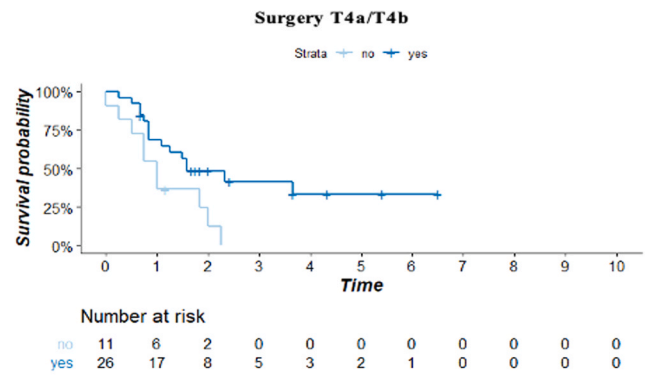 Surgery T4a/T4b
Strata no yes
Survival probability
100%
75%
50%
25%
0%
0 1 2 3 4 5 6 7 8 9 10
Time
Number at risk
no 11 6 2 0 0 0 0 0 0 0 0
yes 26 17 8 5 3 2 1 0 0 0 0